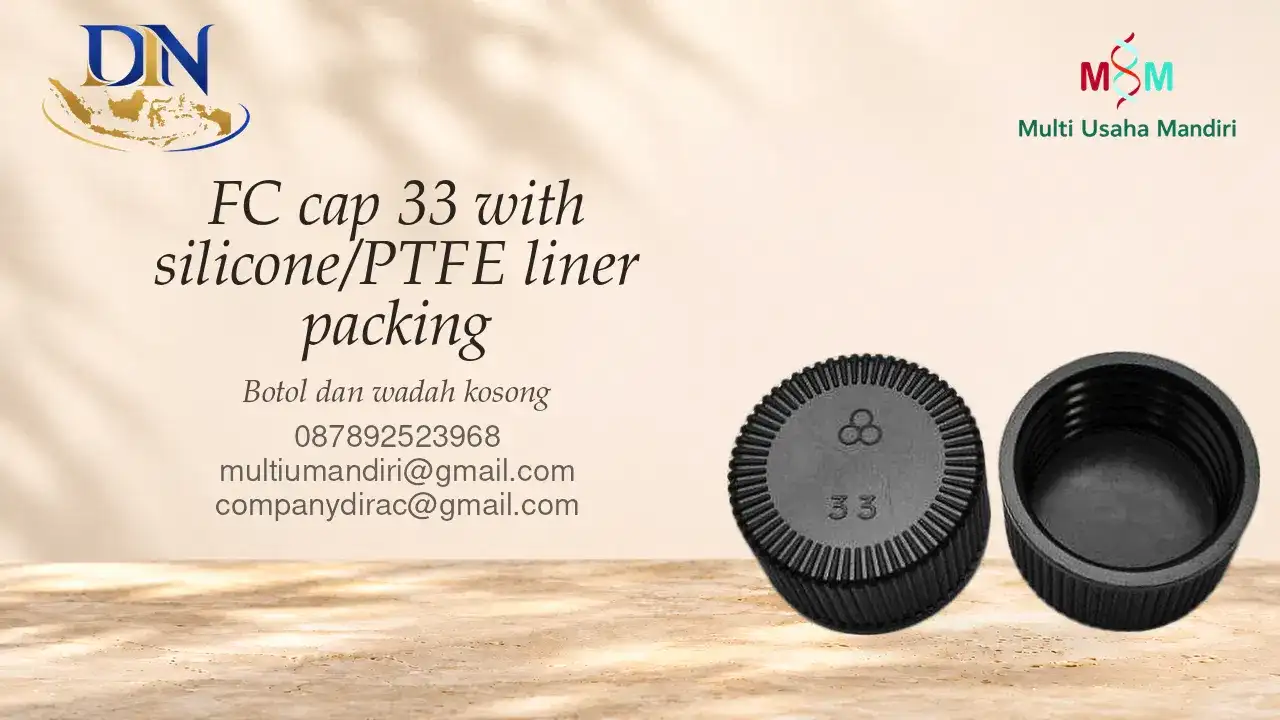 DN
M M
Multi Usaha Mandiri
FC cap 33 with
silicone/PTFE liner
packing
Botol dan wadah kosong
087892523968
multiumandiri@gmail.com
companydirac@gmail.com
33